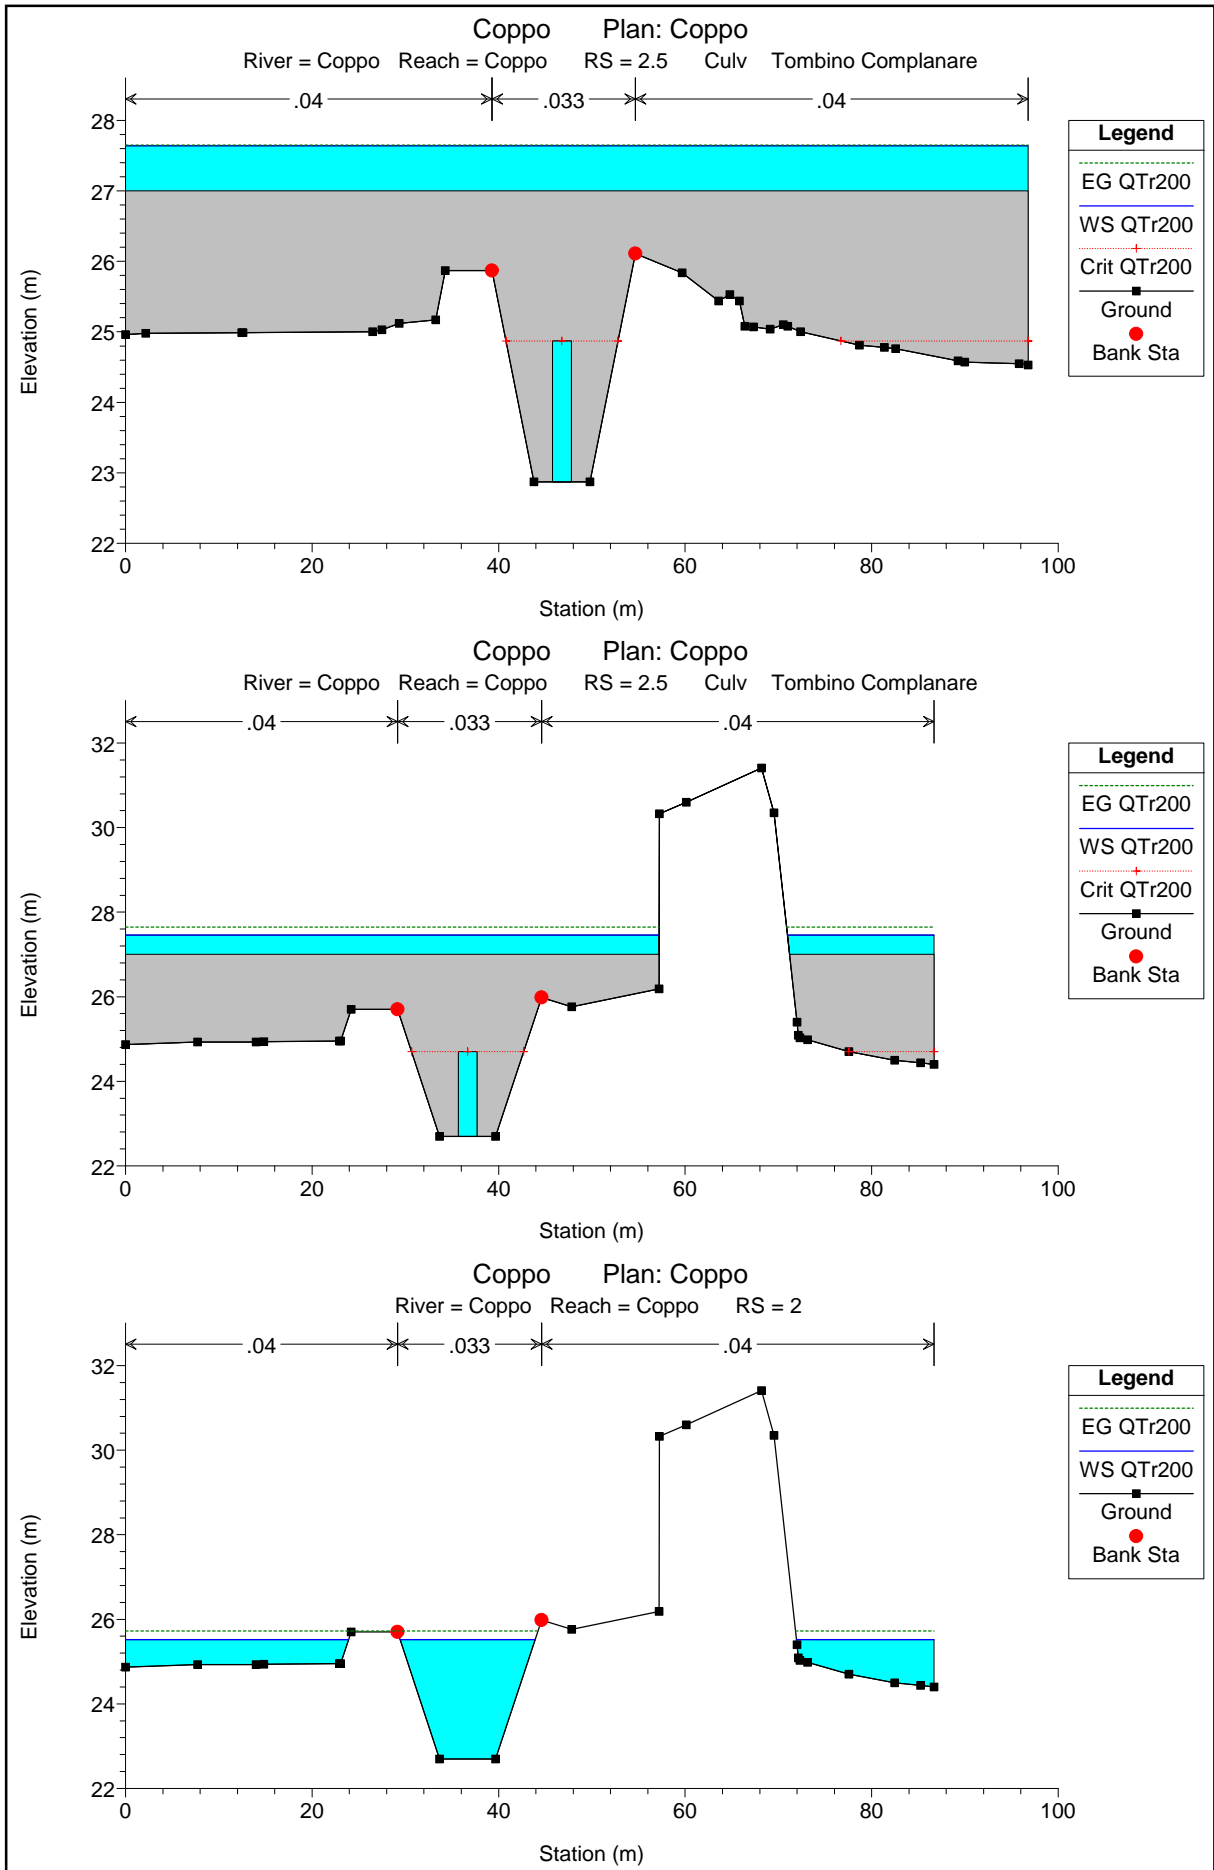 Coppo Plan: Coppo
River = Coppo Reach = Coppo RS = 2.5 Culv Tombino Complanare
.04 .033 .04
28
27
26
25
24
23
22
Elevation (m)
0 20 40 60 80 100
Station (m)
Legend
EG QTr200
WS QTr200
Crit QTr200
Ground
Bank Sta
Coppo Plan: Coppo
River = Coppo Reach = Coppo RS = 2.5 Culv Tombino Complanare
.04 .033 .04
32
30
28
26
24
22
Elevation (m)
0 20 40 60 80 100
Station (m)
Legend
EG QTr200
WS QTr200
Crit QTr200
Ground
Bank Sta
Coppo Plan: Coppo
River = Coppo Reach = Coppo RS = 2
.04 .033 .04
32
30
28
26
24
22
Elevation (m)
0 20 40 60 80 100
Station (m)
Legend
EG QTr200
WS QTr200
Ground
Bank Sta